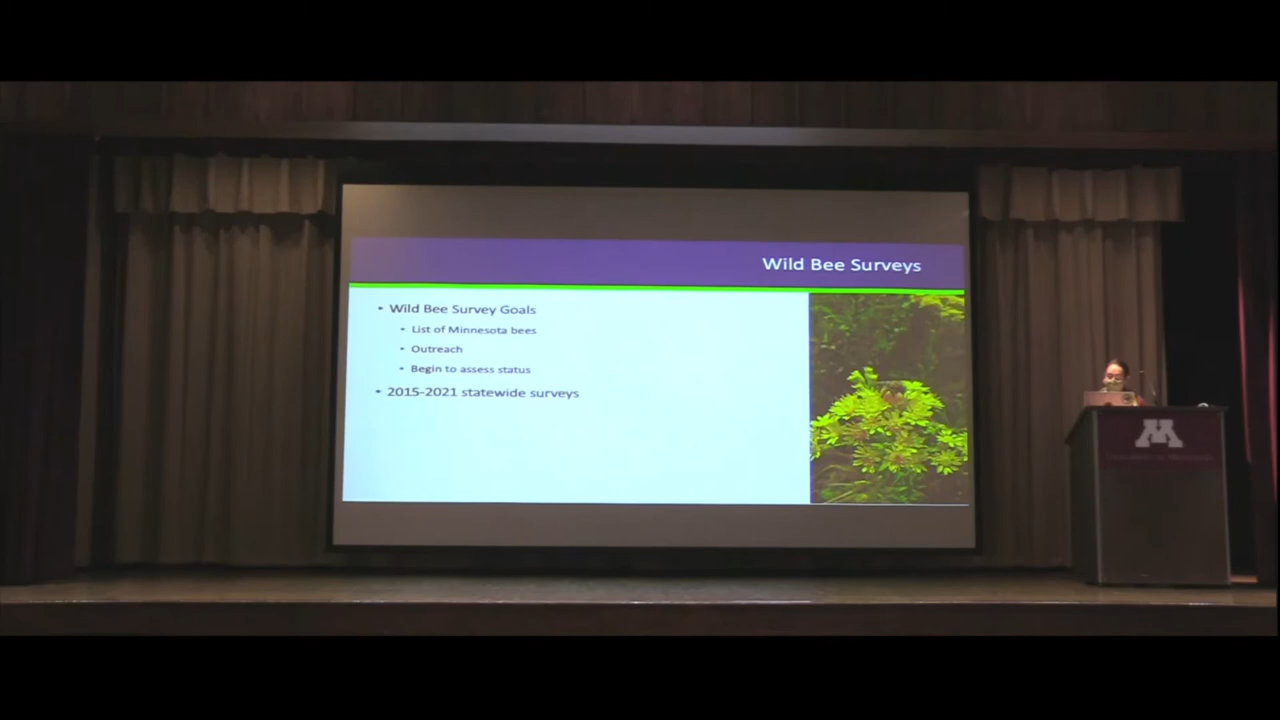 Wild Bee Surveys
• Wild Bee Survey Goals
• List of Minnesota bees
• Outreach
• Begin to assess status
• 2015-2021 statewide surveys
M